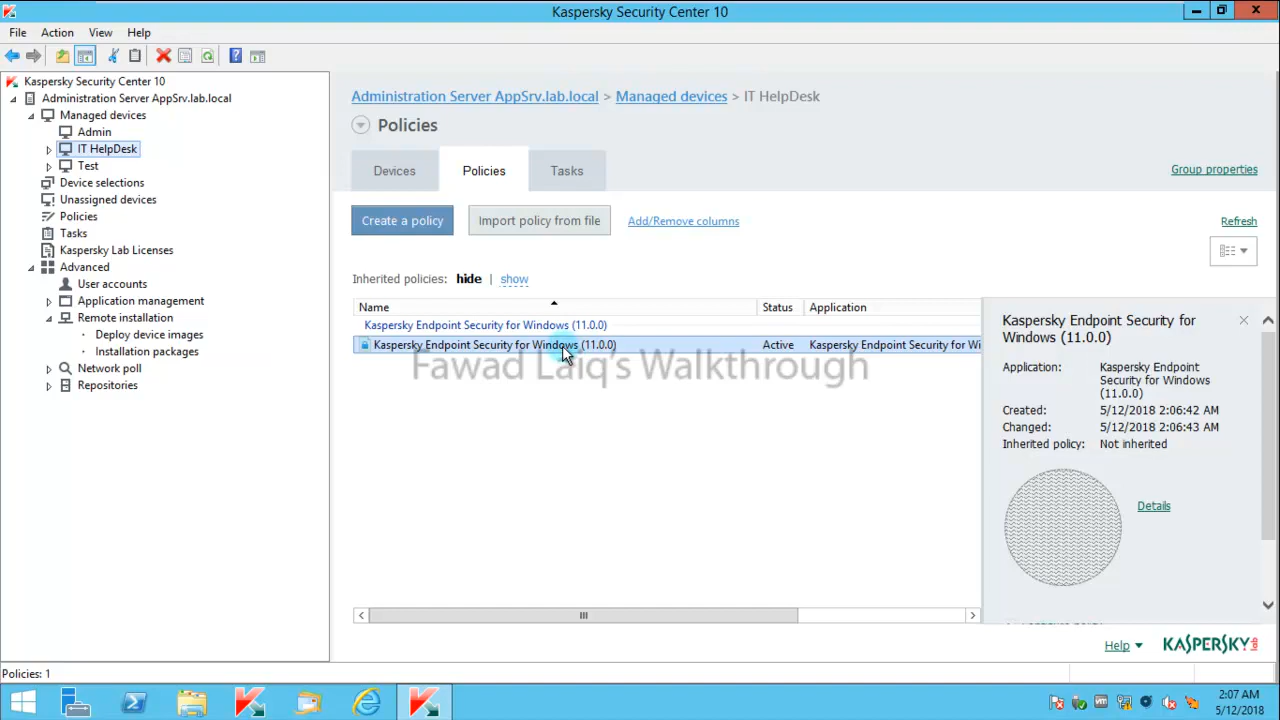 Kaspersky Security Center 10
File Action View Help
Kaspersky Security Center 10
Administration Server AppSrv.lab.local
Managed devices
Admin
IT HelpDesk
Test
Device selections
Unassigned devices
Policies
Tasks
Kaspersky Lab Licenses
Advanced
User accounts
Application management
Remote installation
Deploy device images
Installation packages
Network poll
Repositories
Administration Server AppSrv.lab.local > Managed devices > IT HelpDesk
Policies
Devices Policies Tasks
Group properties
Create a policy Import policy from file Add/Remove columns
Refresh
Inherited policies: hide | show
Name Status Application
Kaspersky Endpoint Security for Windows (11.0.0)
Kaspersky Endpoint Security for Windows (11.0.0) Active Kaspersky Endpoint Security for Wi
Fawad Laiq's Walkthrough
Kaspersky Endpoint Security for
Windows (11.0.0)
Application: Kaspersky Endpoint
Security for Windows
(11.0.0)
Created: 5/12/2018 2:06:42 AM
Changed: 5/12/2018 2:06:43 AM
Inherited policy: Not inherited
Details
Help
KASPERSKY lab
Policies: 1
2:07 AM
5/12/2018